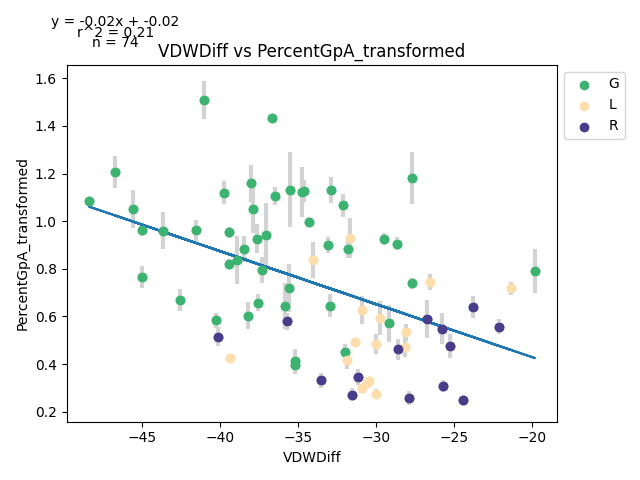 y = -0.02x + -0.02
r^2 = 0.21
n = 74
VDWDiff vs PercentGpA_transformed
1.6
1.4
1.2
1.0
0.8
0.6
0.4
0.2
PercentGpA_transformed
−45
−40
−35
−30
−25
−20
VDWDiff
G
L
R